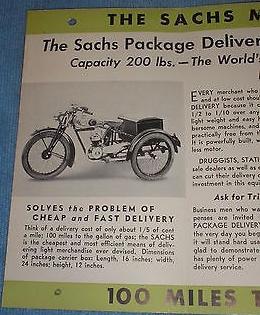 THE SACHS M
The Sachs Package Deliver
Capacity 200 lbs.—The World's
EVERY merchant who
and at low cost shoul
DELIVERY because it c
1/2 to 1/10 over any
light weight and easy
bersome machines, and
practically free from t
It is powerfully built, w
less motor.
DRUGGISTS, STATI
sale dealers as well as
can cut their delivery c
investment in this equi
Ask for Tri
Business men who wa
penses are invited
PACKAGE DELIVERY
the very day you begi
it will stand hard usa
glad to demonstrate
has plenty of power
delivery service.
SOLVES the PROBLEM OF
CHEAP and FAST DELIVERY
Think of a delivery cost of only about 1/5 of cent
a mile; 100 miles to the gallon of gas; the SACHS
is the cheapest and most efficient means of deliv-
ering light merchandise ever devised. Dimensions
of package carrier box: Length, 16 inches; width,
24 inches; height, 12 inches.
100 MILES T